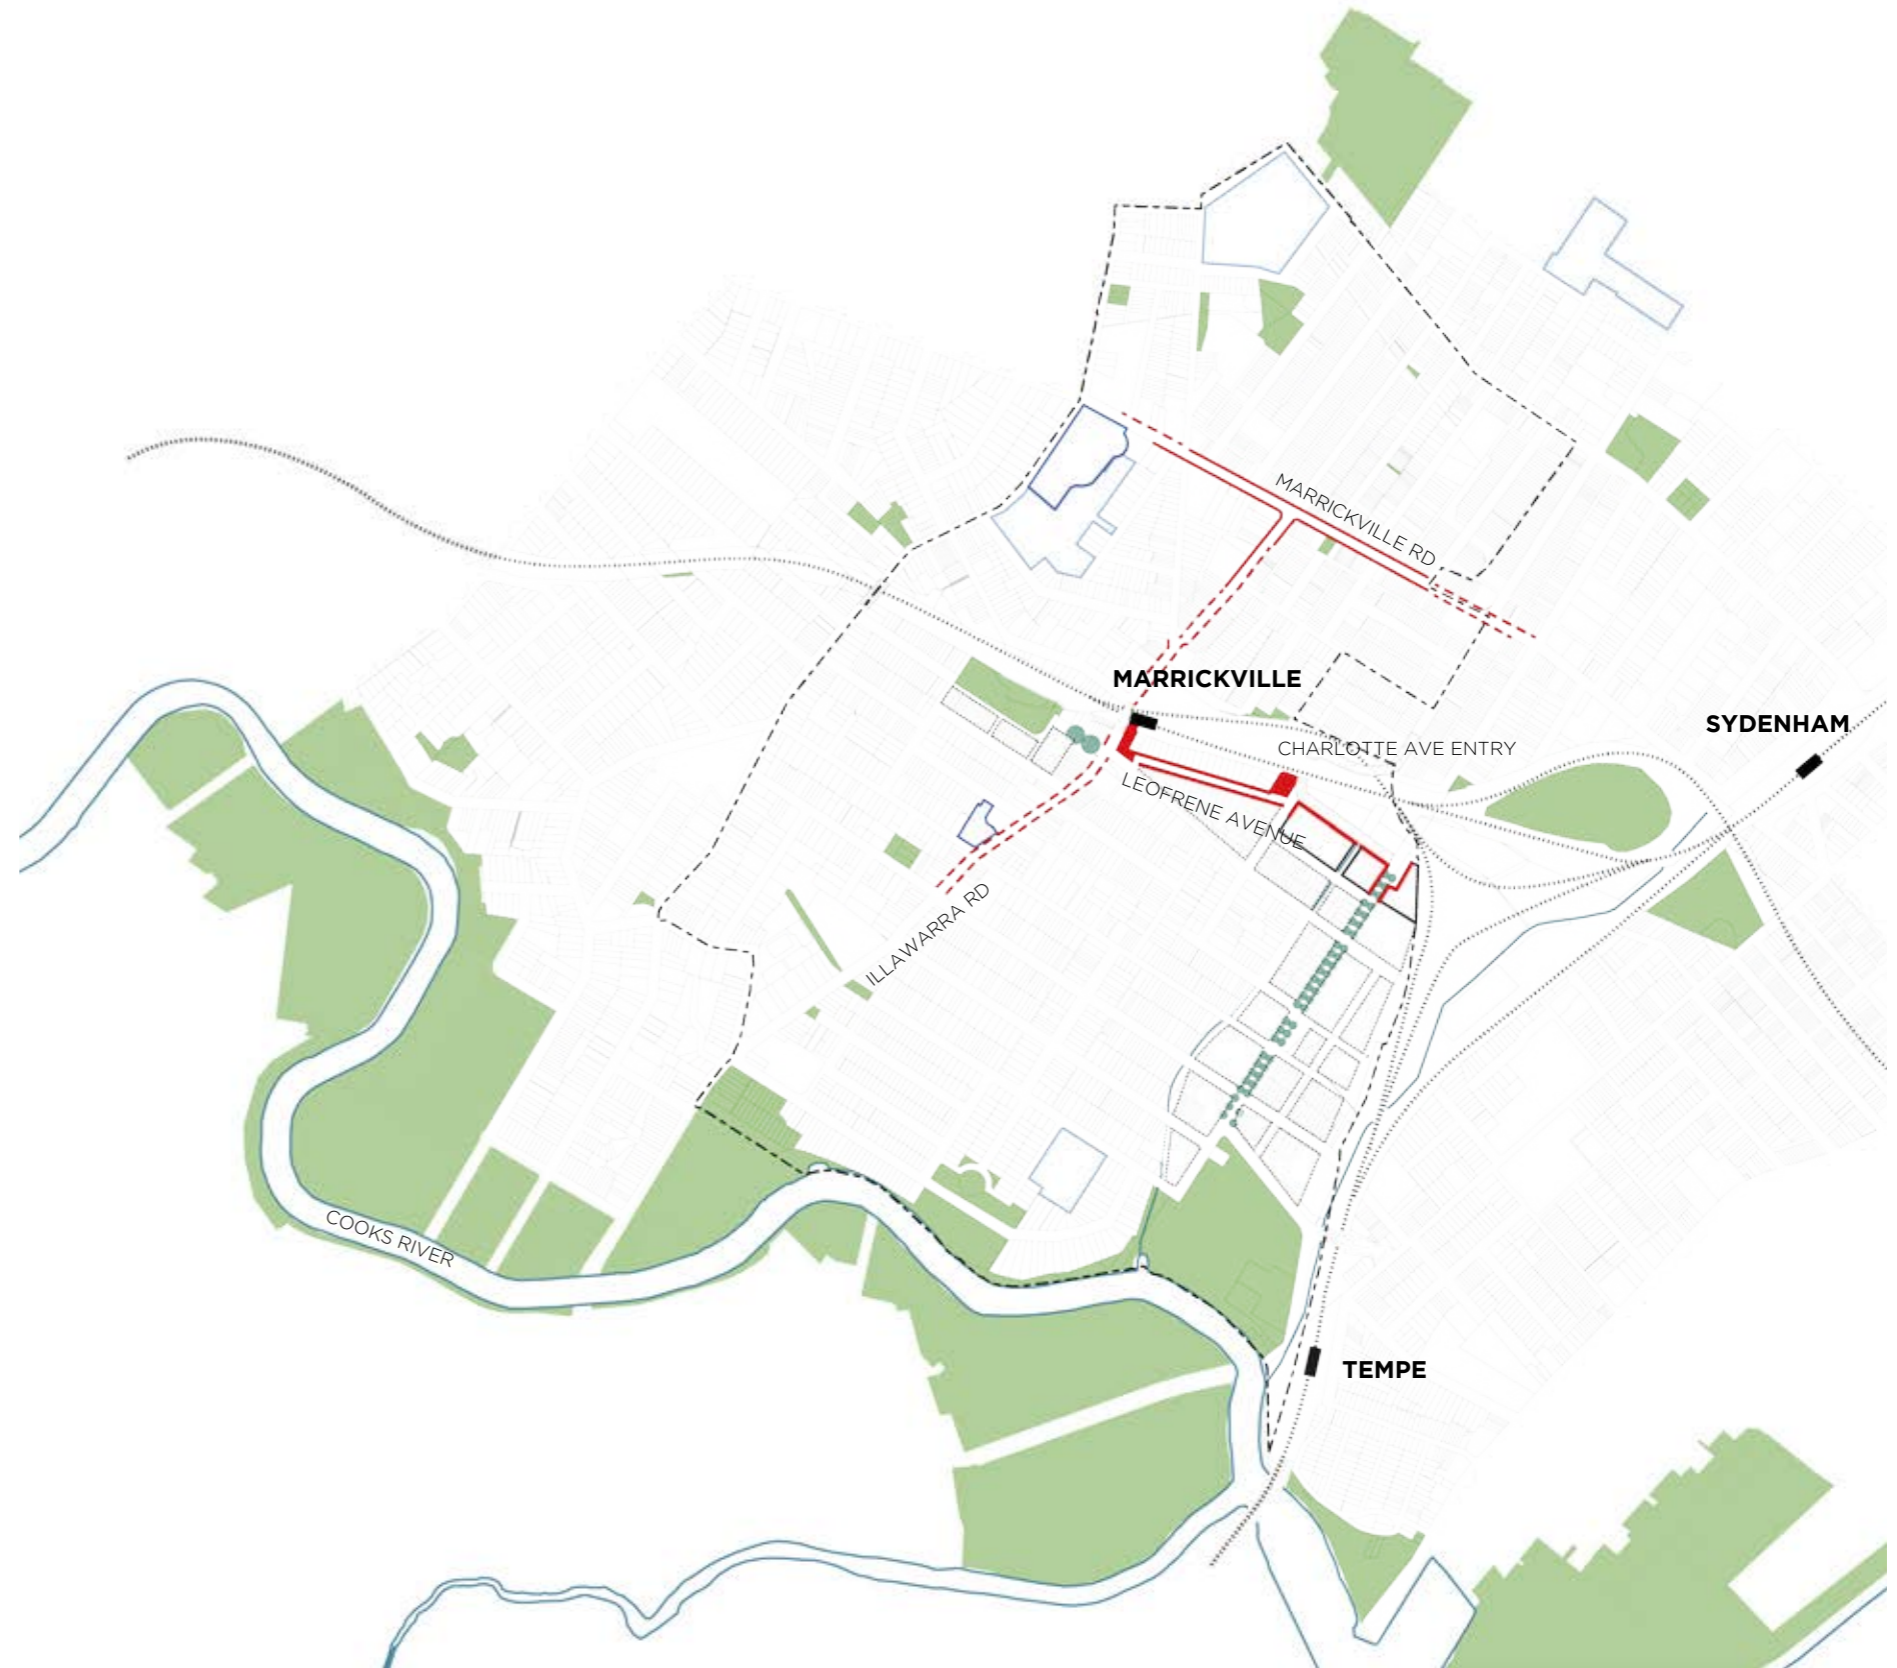 MARRICKVILLE RD
MARRICKVILLE
SYDENHAM
CHARLOTTE AVE ENTRY
LEOFRENE AVENUE
ILLAWARRA RD
COOKS RIVER
TEMPE